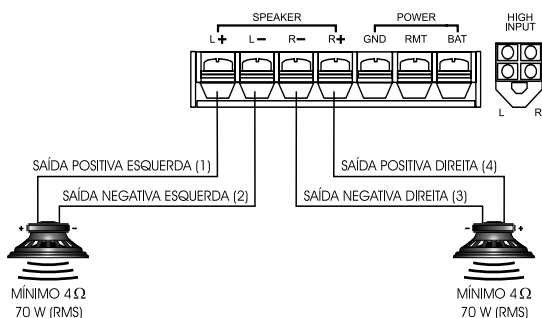 SPEAKER POWER HIGH
INPUT
L + L − R − R + GND RMT BAT
L R
SAÍDA POSITIVA ESQUERDA (1) SAÍDA POSITIVA DIREITA (4)
SAÍDA NEGATIVA ESQUERDA (2) SAÍDA NEGATIVA DIREITA (3)
+ − − +
MÍNIMO 4Ω MÍNIMO 4Ω
70 W (RMS) 70 W (RMS)